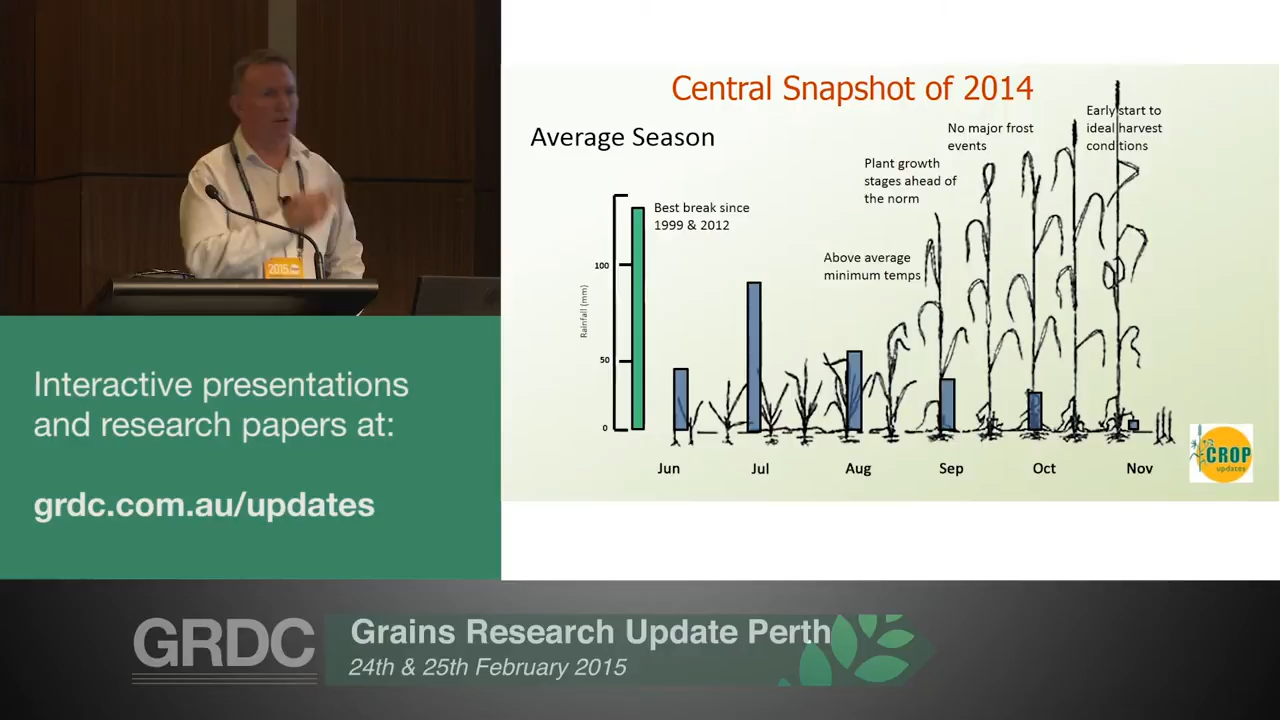 2015
Interactive presentations
and research papers at:
grdc.com.au/updates
Central Snapshot of 2014
Average Season
Best break since
1999 & 2012
Above average
minimum temps
Plant growth
stages ahead of
the norm
No major frost
events
Early start to
ideal harvest
conditions
Rainfall (mm)
100
50
0
Jun Jul Aug Sep Oct Nov
CROP
updates
GRDC
Grains Research Update Perth
24th & 25th February 2015